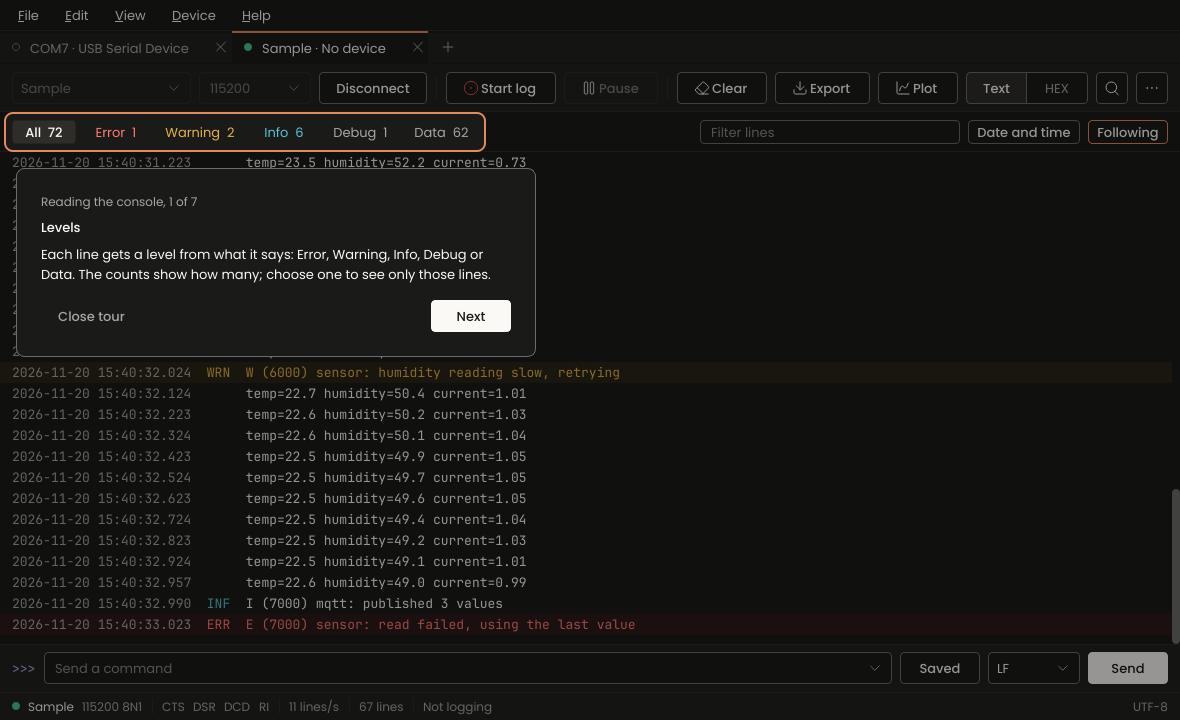 File Edit View Device Help
COM7 · USB Serial Device Sample · No device
Sample 115200 Disconnect Start log Pause Clear Export Plot Text HEX ...
All 72 Error 1 Warning 2 Info 6 Debug 1 Data 62 Filter lines Date and time Following
2026-11-20 15:40:31.223 temp=23.5 humidity=52.2 current=0.73
Reading the console, 1 of 7
Levels
Each line gets a level from what it says: Error, Warning, Info, Debug or
Data. The counts show how many; choose one to see only those lines.
Close tour Next
2026-11-20 15:40:32.024 WRN W (6000) sensor: humidity reading slow, retrying
2026-11-20 15:40:32.124 temp=22.7 humidity=50.4 current=1.01
2026-11-20 15:40:32.223 temp=22.6 humidity=50.2 current=1.03
2026-11-20 15:40:32.324 temp=22.6 humidity=50.1 current=1.04
2026-11-20 15:40:32.423 temp=22.5 humidity=49.9 current=1.05
2026-11-20 15:40:32.524 temp=22.5 humidity=49.7 current=1.05
2026-11-20 15:40:32.623 temp=22.5 humidity=49.6 current=1.05
2026-11-20 15:40:32.724 temp=22.5 humidity=49.4 current=1.04
2026-11-20 15:40:32.823 temp=22.5 humidity=49.2 current=1.03
2026-11-20 15:40:32.924 temp=22.5 humidity=49.1 current=1.01
2026-11-20 15:40:32.957 temp=22.6 humidity=49.0 current=0.99
2026-11-20 15:40:32.990 INF I (7000) mqtt: published 3 values
2026-11-20 15:40:33.023 ERR E (7000) sensor: read failed, using the last value
>>> Send a command Saved LF Send
Sample 115200 8N1 CTS DSR DCD RI 11 lines/s 67 lines Not logging UTF-8